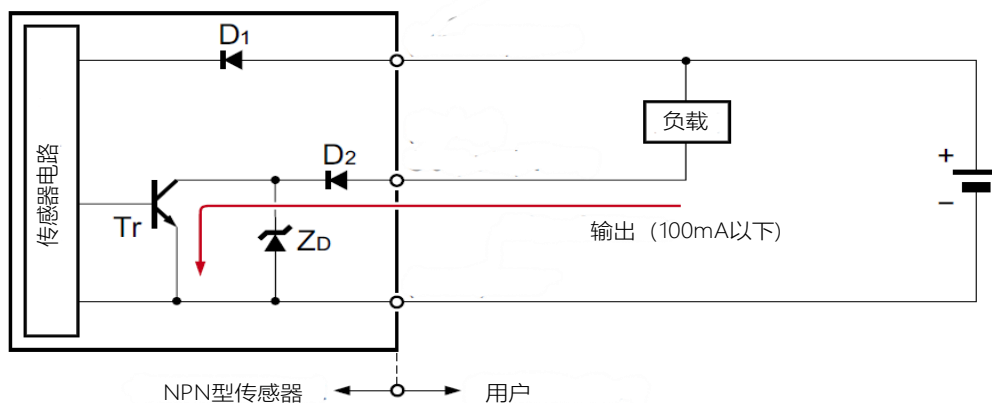 D1
传感器电路
负载
D2
+
−
Tr
ZD
输出（100mA以下)
NPN型传感器
用户